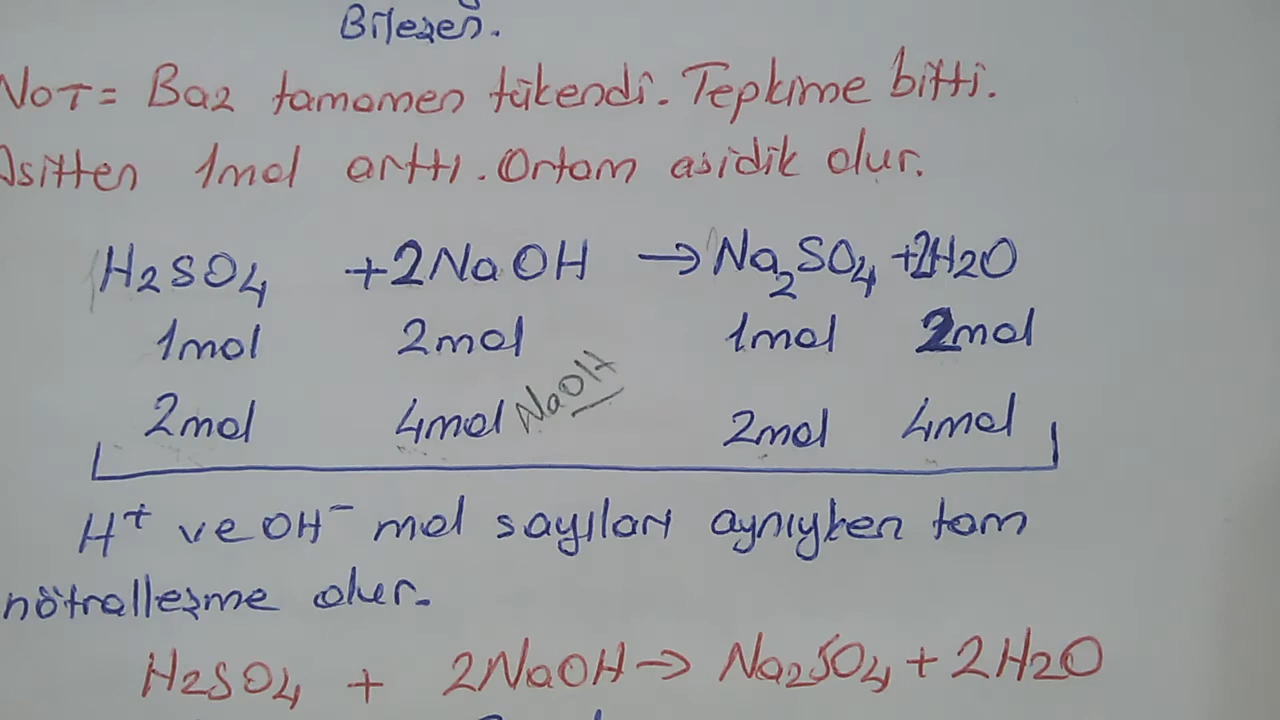 Bileşen.
NOT= Baz tamamen tükendi. Tepkime bitti.
Asitten 1mol arttı. Ortam asidik olur.
H2SO4 +2NaOH → Na2SO4 +2H2O
1mol 2mol 1mol 2mol
2mol 4mol NaOH 2mol 4mol
H+ ve OH- mol sayıları aynıyken tam
nötralleşme olur.
H2SO4 + 2NaOH → Na2SO4 + 2H2O